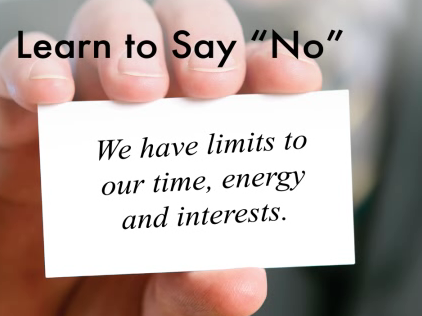 Learn to Say “No”
We have limits to
our time, energy
and interests.